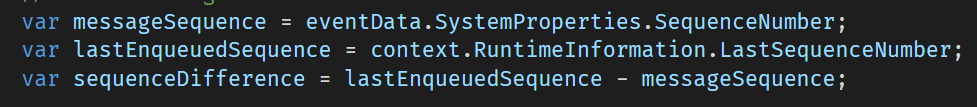 var messageSequence = eventData.SystemProperties.SequenceNumber;
var lastEnqueuedSequence = context.RuntimeInformation.LastSequenceNumber;
var sequenceDifference = lastEnqueuedSequence - messageSequence;